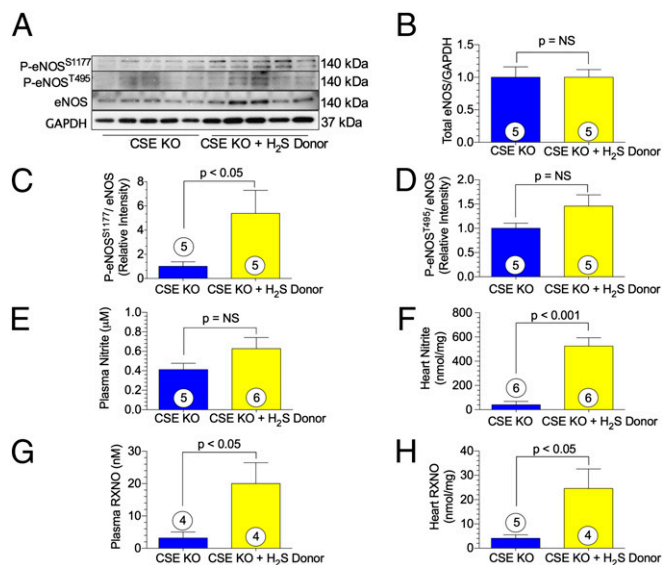 A
P-eNOS^S1177
140 kDa
P-eNOS^T495
140 kDa
eNOS
140 kDa
GAPDH
37 kDa
CSE KO
CSE KO + H₂S Donor
B
p = NS
Total eNOS/GAPDH
1.5
1.0
0.5
0.0
5
5
CSE KO
CSE KO + H₂S Donor
C
p < 0.05
P-eNOS^S1177/ eNOS
(Relative Intensity)
8
6
4
2
0
5
5
CSE KO
CSE KO + H₂S Donor
D
p = NS
P-eNOS^T495/ eNOS
(Relative Intensity)
2.0
1.5
1.0
0.5
0.0
5
5
CSE KO
CSE KO + H₂S Donor
E
p = NS
Plasma Nitrite (μM)
0.8
0.6
0.4
0.2
0.0
5
6
CSE KO
CSE KO + H₂S Donor
F
p < 0.001
Heart Nitrite
(nmol/mg)
800
600
400
200
0
6
6
CSE KO
CSE KO + H₂S Donor
G
p < 0.05
Plasma RXNO (nM)
30
20
10
0
4
4
CSE KO
CSE KO + H₂S Donor
H
p < 0.05
Heart RXNO
(nmol/mg)
40
30
20
10
0
5
4
CSE KO
CSE KO + H₂S Donor